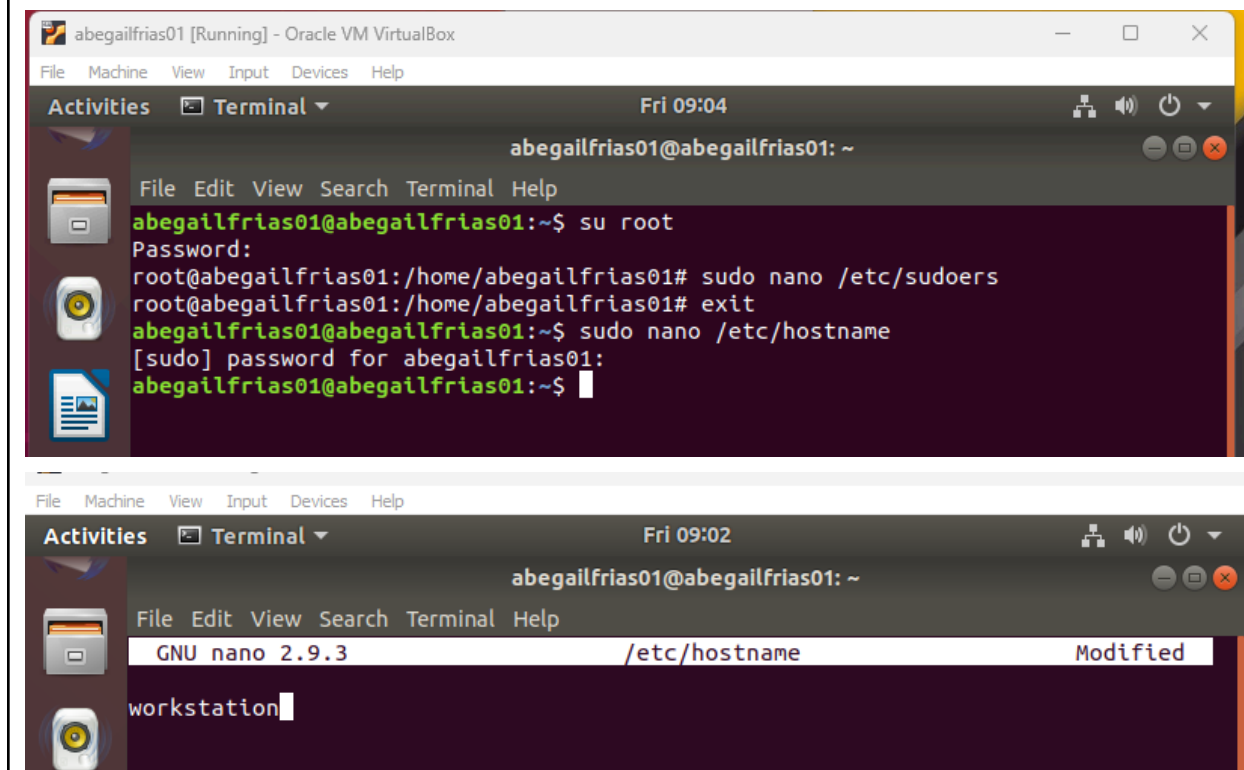 abegailfrias01 [Running] - Oracle VM VirtualBox
File Machine View Input Devices Help
Activities Terminal Fri 09:04
abegailfrias01@abegailfrias01: ~
File Edit View Search Terminal Help
abegailfrias01@abegailfrias01:~$ su root
Password:
root@abegailfrias01:/home/abegailfrias01# sudo nano /etc/sudoers
root@abegailfrias01:/home/abegailfrias01# exit
abegailfrias01@abegailfrias01:~$ sudo nano /etc/hostname
[sudo] password for abegailfrias01:
abegailfrias01@abegailfrias01:~$
File Machine View Input Devices Help
Activities Terminal Fri 09:02
abegailfrias01@abegailfrias01: ~
File Edit View Search Terminal Help
GNU nano 2.9.3 /etc/hostname Modified
workstation